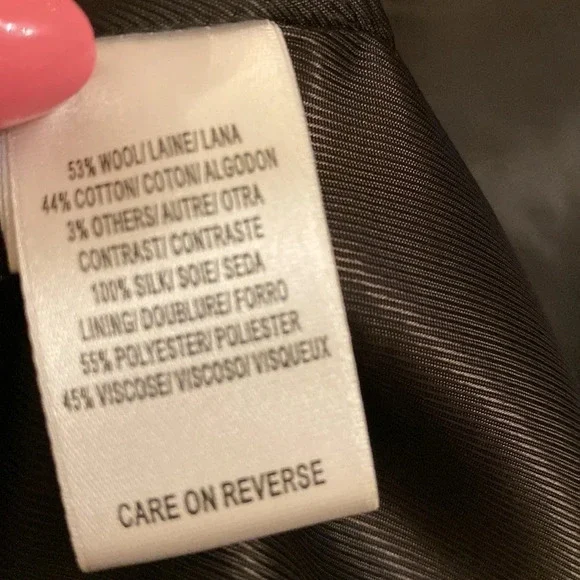 53% WOOL/ LAINE/ LANA
44% COTTON/ COTON/ ALGODON
3% OTHERS/ AUTRE/ OTRA
CONTRAST/ CONTRASTE
100% SILK/ SOIE/ SEDA
LINING/ DOUBLURE/ FORRO
55% POLYESTER/ POLIESTER
45% VISCOSE/ VISCOSO/ VISQUEUX
CARE ON REVERSE